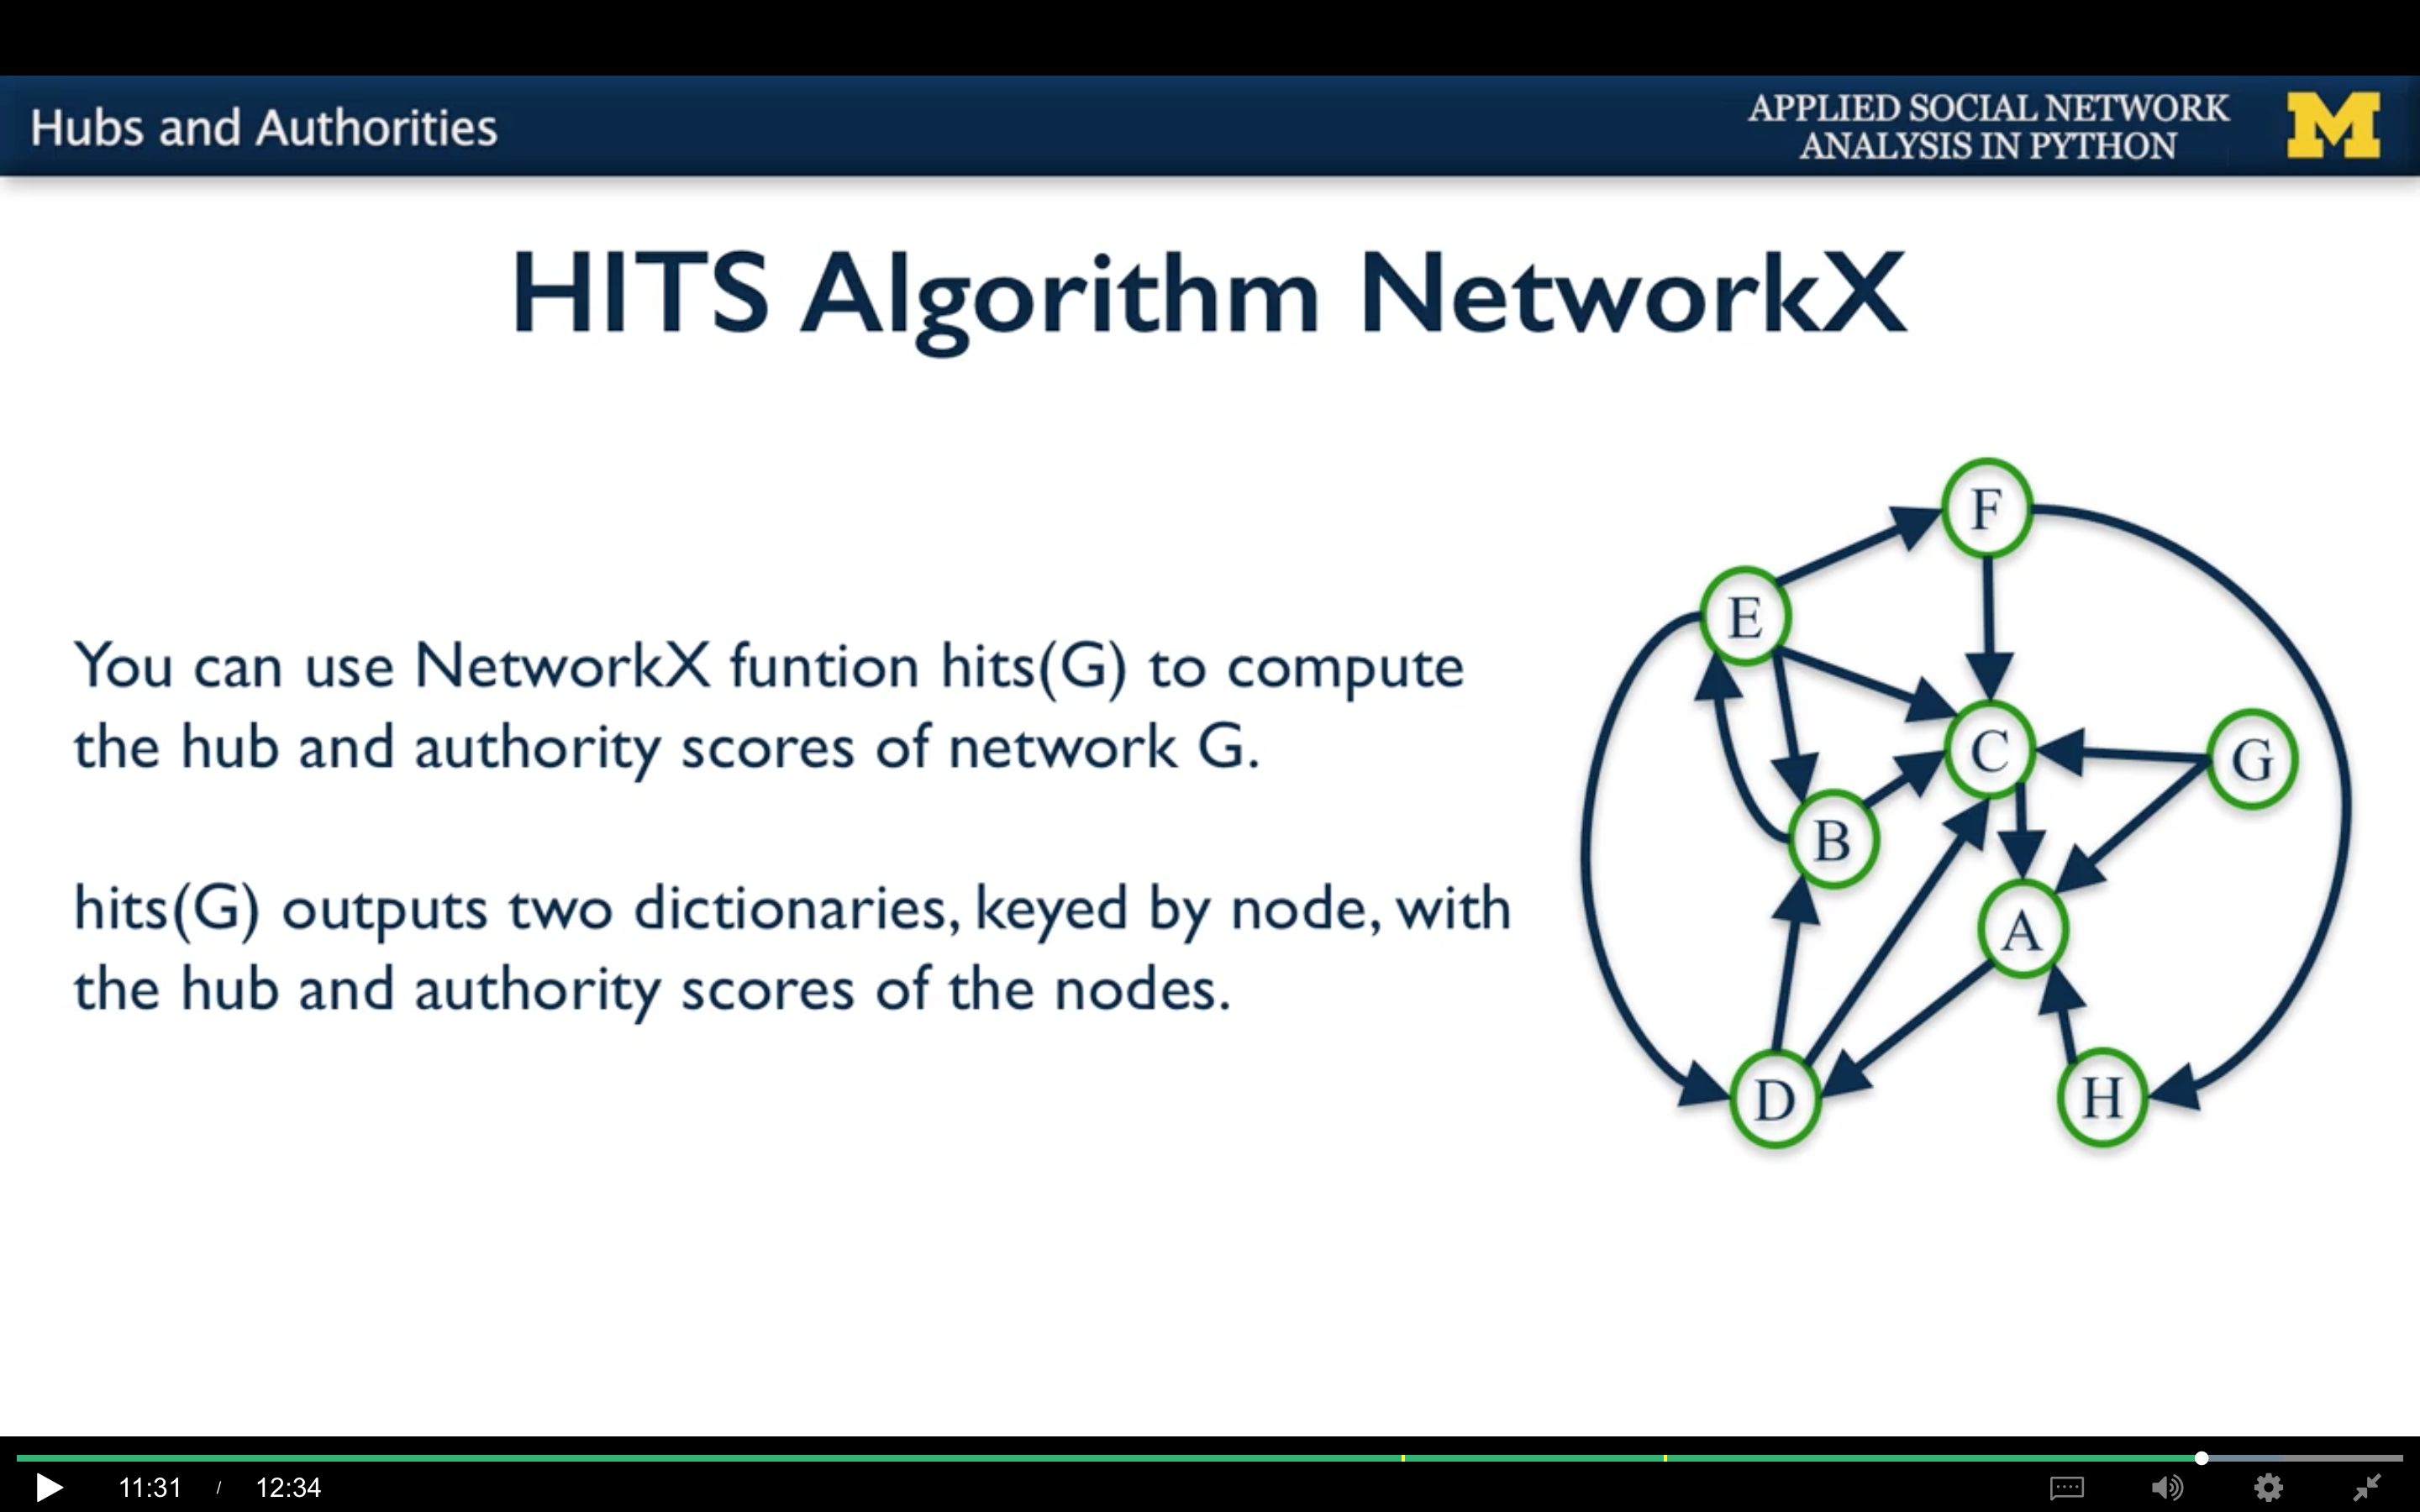 Hubs and Authorities
APPLIED SOCIAL NETWORK
ANALYSIS IN PYTHON
M
HITS Algorithm NetworkX
You can use NetworkX funtion hits(G) to compute
the hub and authority scores of network G.
hits(G) outputs two dictionaries, keyed by node, with
the hub and authority scores of the nodes.
F
E
C
G
B
A
D
H
11:31 / 12:34